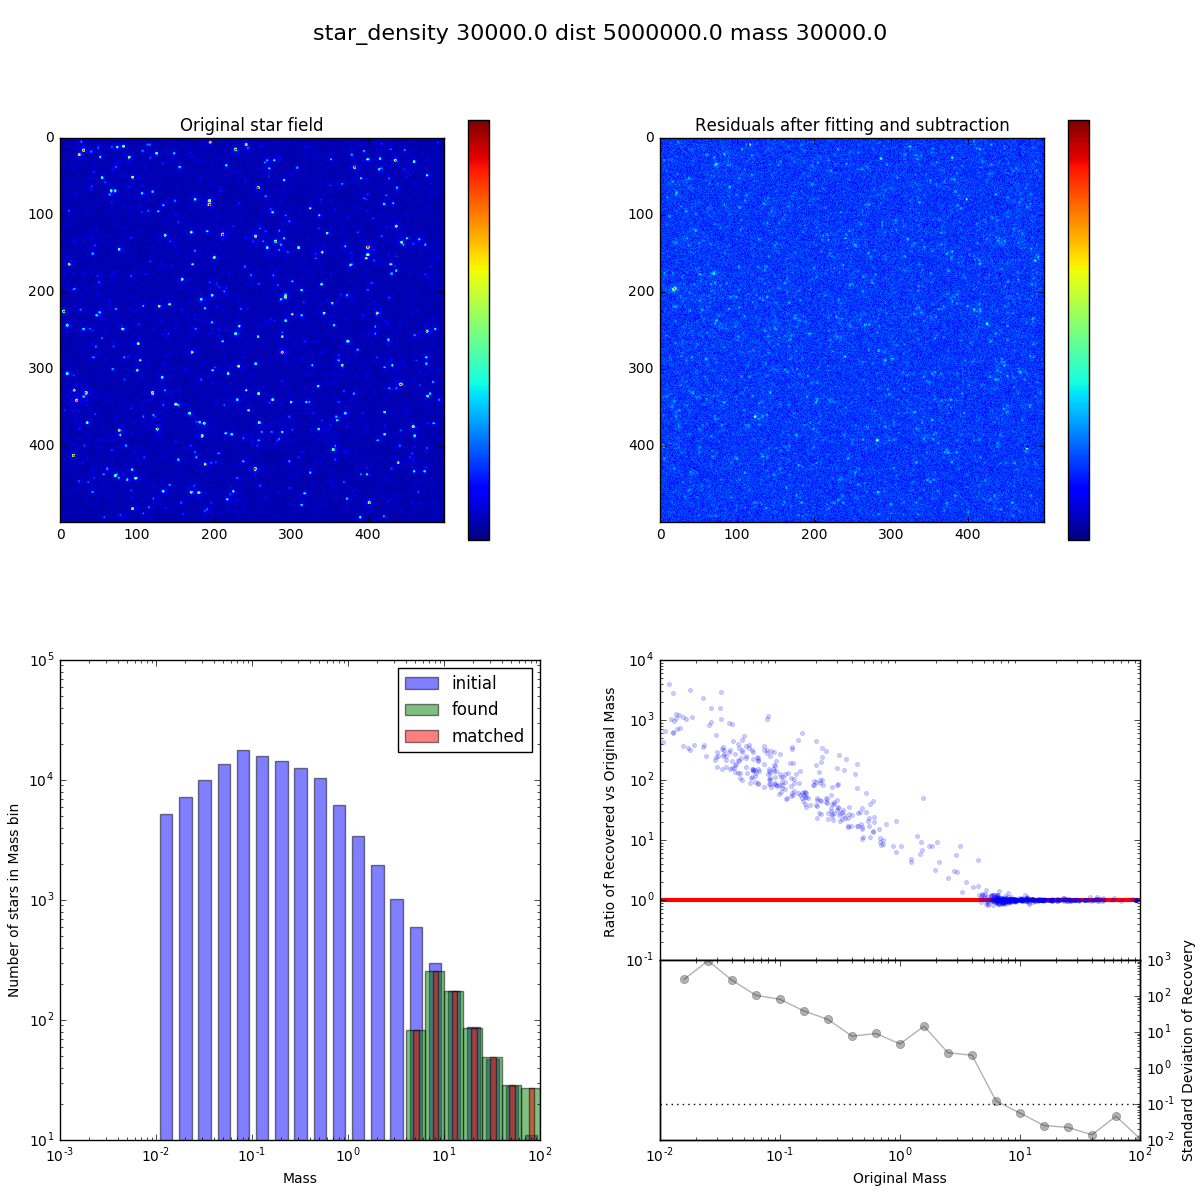 star_density 30000.0 dist 5000000.0 mass 30000.0
Original star field
0
100
200
300
400
0 100 200 300 400
Residuals after fitting and subtraction
0
100
200
300
400
0 100 200 300 400
Number of stars in Mass bin
10^5
10^4
10^3
10^2
10^1
initial
found
matched
10^-3 10^-2 10^-1 10^0 10^1 10^2
Mass
Ratio of Recovered vs Original Mass
10^4
10^3
10^2
10^1
10^0
10^-1
10^3
10^2
10^1
10^0
10^-1
10^-2
Standard Deviation of Recovery
10^-2 10^-1 10^0 10^1 10^2
Original Mass